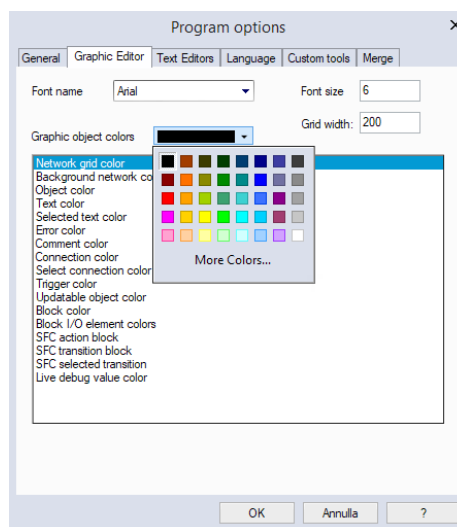 Program options
General Graphic Editor Text Editors Language Custom tools Merge
Font name Arial Font size 6
Grid width: 200
Graphic object colors
Network grid color
Background network co
Object color
Text color
Selected text color
Error color
Comment color
Connection color
Select connection color
Trigger color
Updatable object color
Block color
Block I/O element colors
SFC action block
SFC transition block
SFC selected transition
Live debug value color
More Colors...
OK Annulla ?